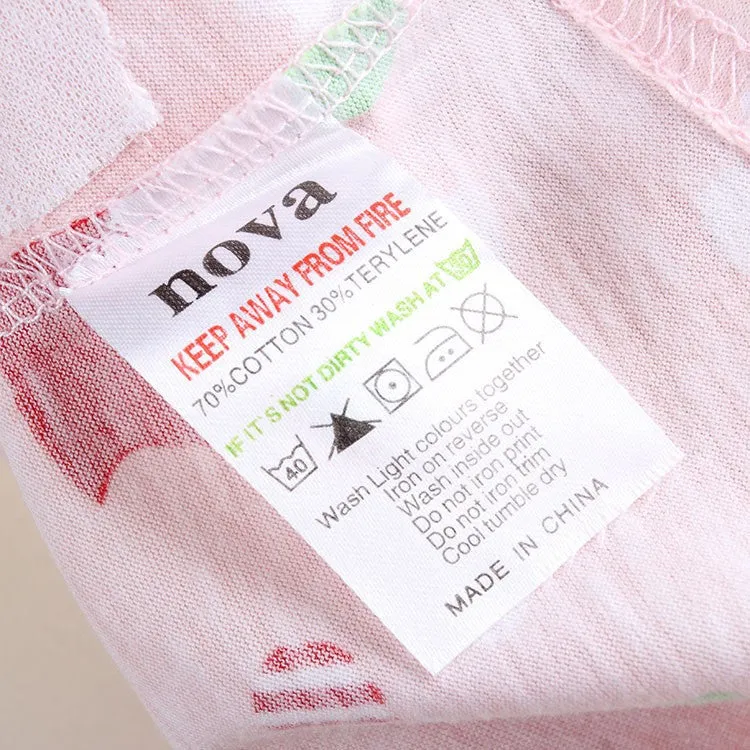 nova
KEEP AWAY FROM FIRE
70%COTTON 30%TERYLENE
IF IT'S NOT DIRTY WASH AT
40
Wash Light colours together
Iron on reverse
Wash inside out
Do not iron print
Do not iron trim
Cool tumble dry
MADE IN CHINA